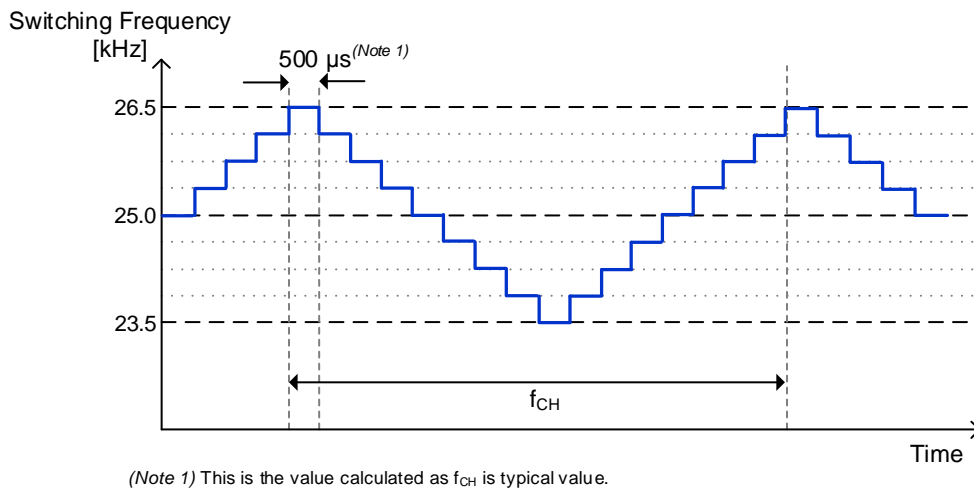 Switching Frequency
[kHz]
500 µs(Note 1)
26.5
25.0
23.5
fCH
Time
(Note 1) This is the value calculated as fCH is typical value.